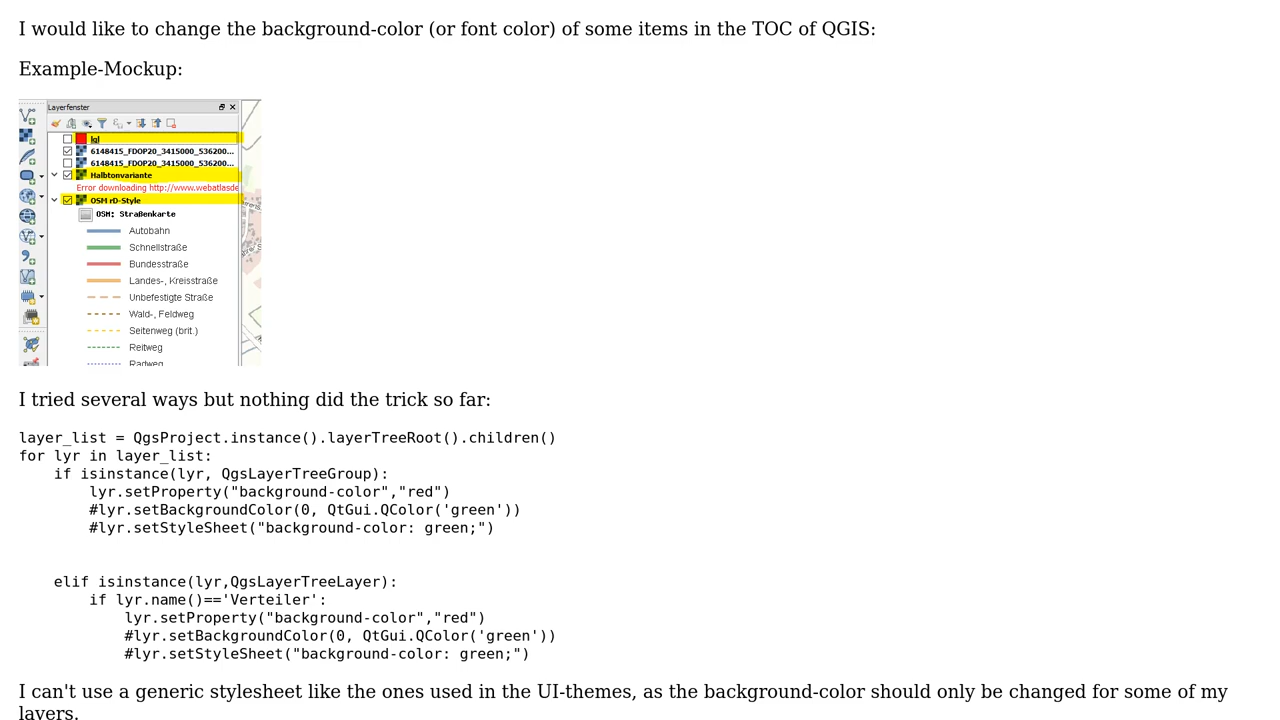 I would like to change the background-color (or font color) of some items in the TOC of QGIS:
Example-Mockup:
Layerfenster
lgl
6148415_FDOP20_3415000_536200...
6148415_FDOP20_3415000_536200...
Halbtonvariante
Error downloading http://www.webatlasde
OSM rD-Style
OSM: Straßenkarte
Autobahn
Schnellstraße
Bundesstraße
Landes-, Kreisstraße
Unbefestigte Straße
Wald-, Feldweg
Seitenweg (brit.)
Reitweg
Radweg
I tried several ways but nothing did the trick so far:
layer_list = QgsProject.instance().layerTreeRoot().children()
for lyr in layer_list:
    if isinstance(lyr, QgsLayerTreeGroup):
        lyr.setProperty("background-color","red")
        #lyr.setBackgroundColor(0, QtGui.QColor('green'))
        #lyr.setStyleSheet("background-color: green;")
    elif isinstance(lyr,QgsLayerTreeLayer):
        if lyr.name()=='Verteiler':
            lyr.setProperty("background-color","red")
            #lyr.setBackgroundColor(0, QtGui.QColor('green'))
            #lyr.setStyleSheet("background-color: green;")
I can't use a generic stylesheet like the ones used in the UI-themes, as the background-color should only be changed for some of my
layers.